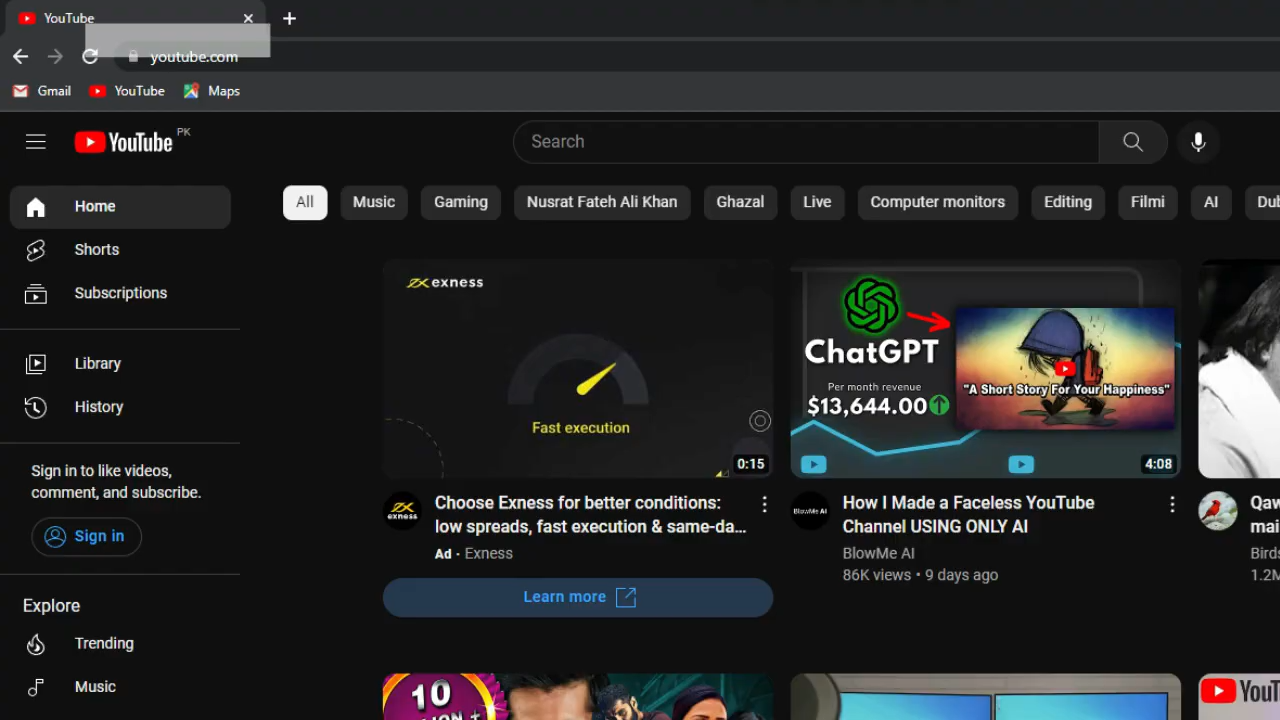 YouTube
youtube.com
Gmail
YouTube
Maps
YouTube PK
Search
Home
Shorts
Subscriptions
Library
History
Sign in to like videos,
comment, and subscribe.
Sign in
Explore
Trending
Music
All
Music
Gaming
Nusrat Fateh Ali Khan
Ghazal
Live
Computer monitors
Editing
Filmi
AI
Dub
exness
Fast execution
0:15
exness
Choose Exness for better conditions:
low spreads, fast execution & same-da...
Ad · Exness
Learn more
ChatGPT
Per month revenue
$13,644.00
"A Short Story For Your Happiness"
4:08
BlowMe AI
How I Made a Faceless YouTube
Channel USING ONLY AI
BlowMe AI
86K views • 9 days ago
Qaw
mai
Birds
1.2M
10
YouT